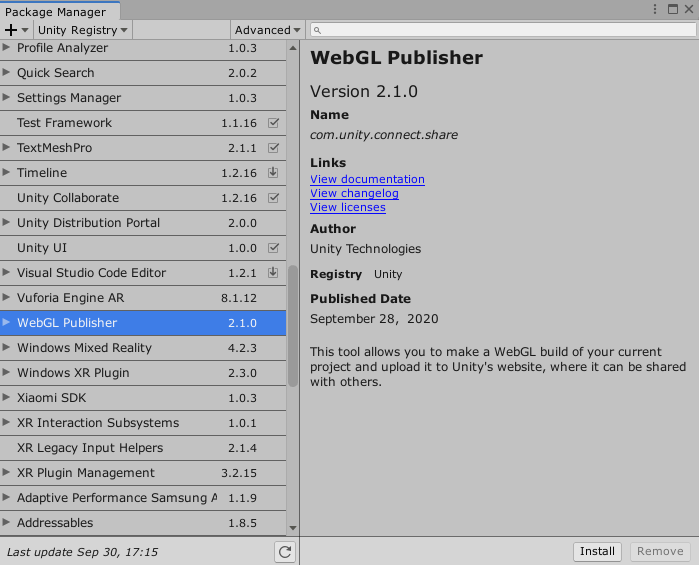 Package Manager
Unity Registry
Advanced
Profile Analyzer 1.0.3
Quick Search 2.0.2
Settings Manager 1.0.3
Test Framework 1.1.16
TextMeshPro 2.1.1
Timeline 1.2.16
Unity Collaborate 1.2.16
Unity Distribution Portal 2.0.0
Unity UI 1.0.0
Visual Studio Code Editor 1.2.1
Vuforia Engine AR 8.1.12
WebGL Publisher 2.1.0
Windows Mixed Reality 4.2.3
Windows XR Plugin 2.3.0
Xiaomi SDK 1.0.3
XR Interaction Subsystems 1.0.1
XR Legacy Input Helpers 2.1.4
XR Plugin Management 3.2.15
Adaptive Performance Samsung A 1.1.9
Addressables 1.8.5
Last update Sep 30, 17:15
WebGL Publisher
Version 2.1.0
Name
com.unity.connect.share
Links
View documentation
View changelog
View licenses
Author
Unity Technologies
Registry Unity
Published Date
September 28, 2020
This tool allows you to make a WebGL build of your current
project and upload it to Unity's website, where it can be shared
with others.
Install
Remove